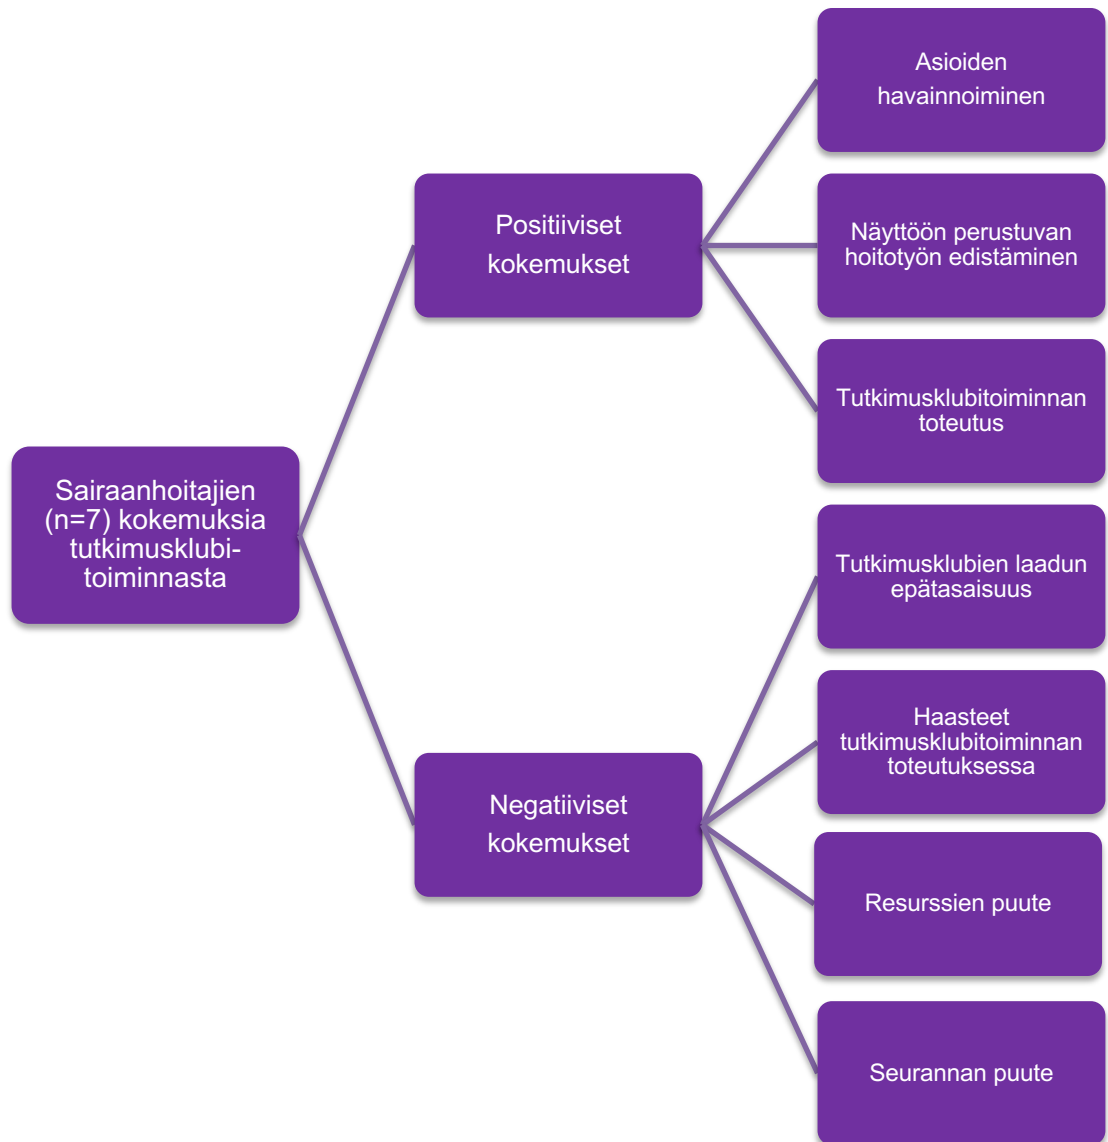 Sairaanhoitajien
(n=7) kokemuksia
tutkimusklubi-
toiminnasta
Positiiviset
kokemukset
Asioiden
havainnoiminen
Näyttöön perustuvan
hoitotyön edistäminen
Tutkimusklubitoiminnan
toteutus
Negatiiviset
kokemukset
Tutkimusklubien laadun
epätasaisuus
Haasteet
tutkimusklubitoiminnan
toteutuksessa
Resurssien puute
Seurannan puute